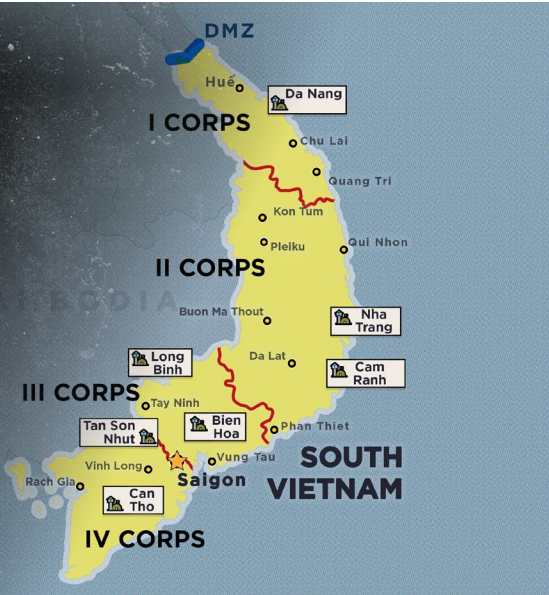 DMZ
Huế
Da Nang
I CORPS
Chu Lai
Quang Tri
Kon Tum
Qui Nhon
Pleiku
II CORPS
CAMBODIA
Buon Ma Thout
Nha
Trang
Long
Binh
Da Lat
Cam
Ranh
III CORPS
Tay Ninh
Bien
Hoa
Tan Son
Nhut
Phan Thiet
Vung Tau
SOUTH
VIETNAM
Vinh Long
Saigon
Rach Gia
Can
Tho
IV CORPS